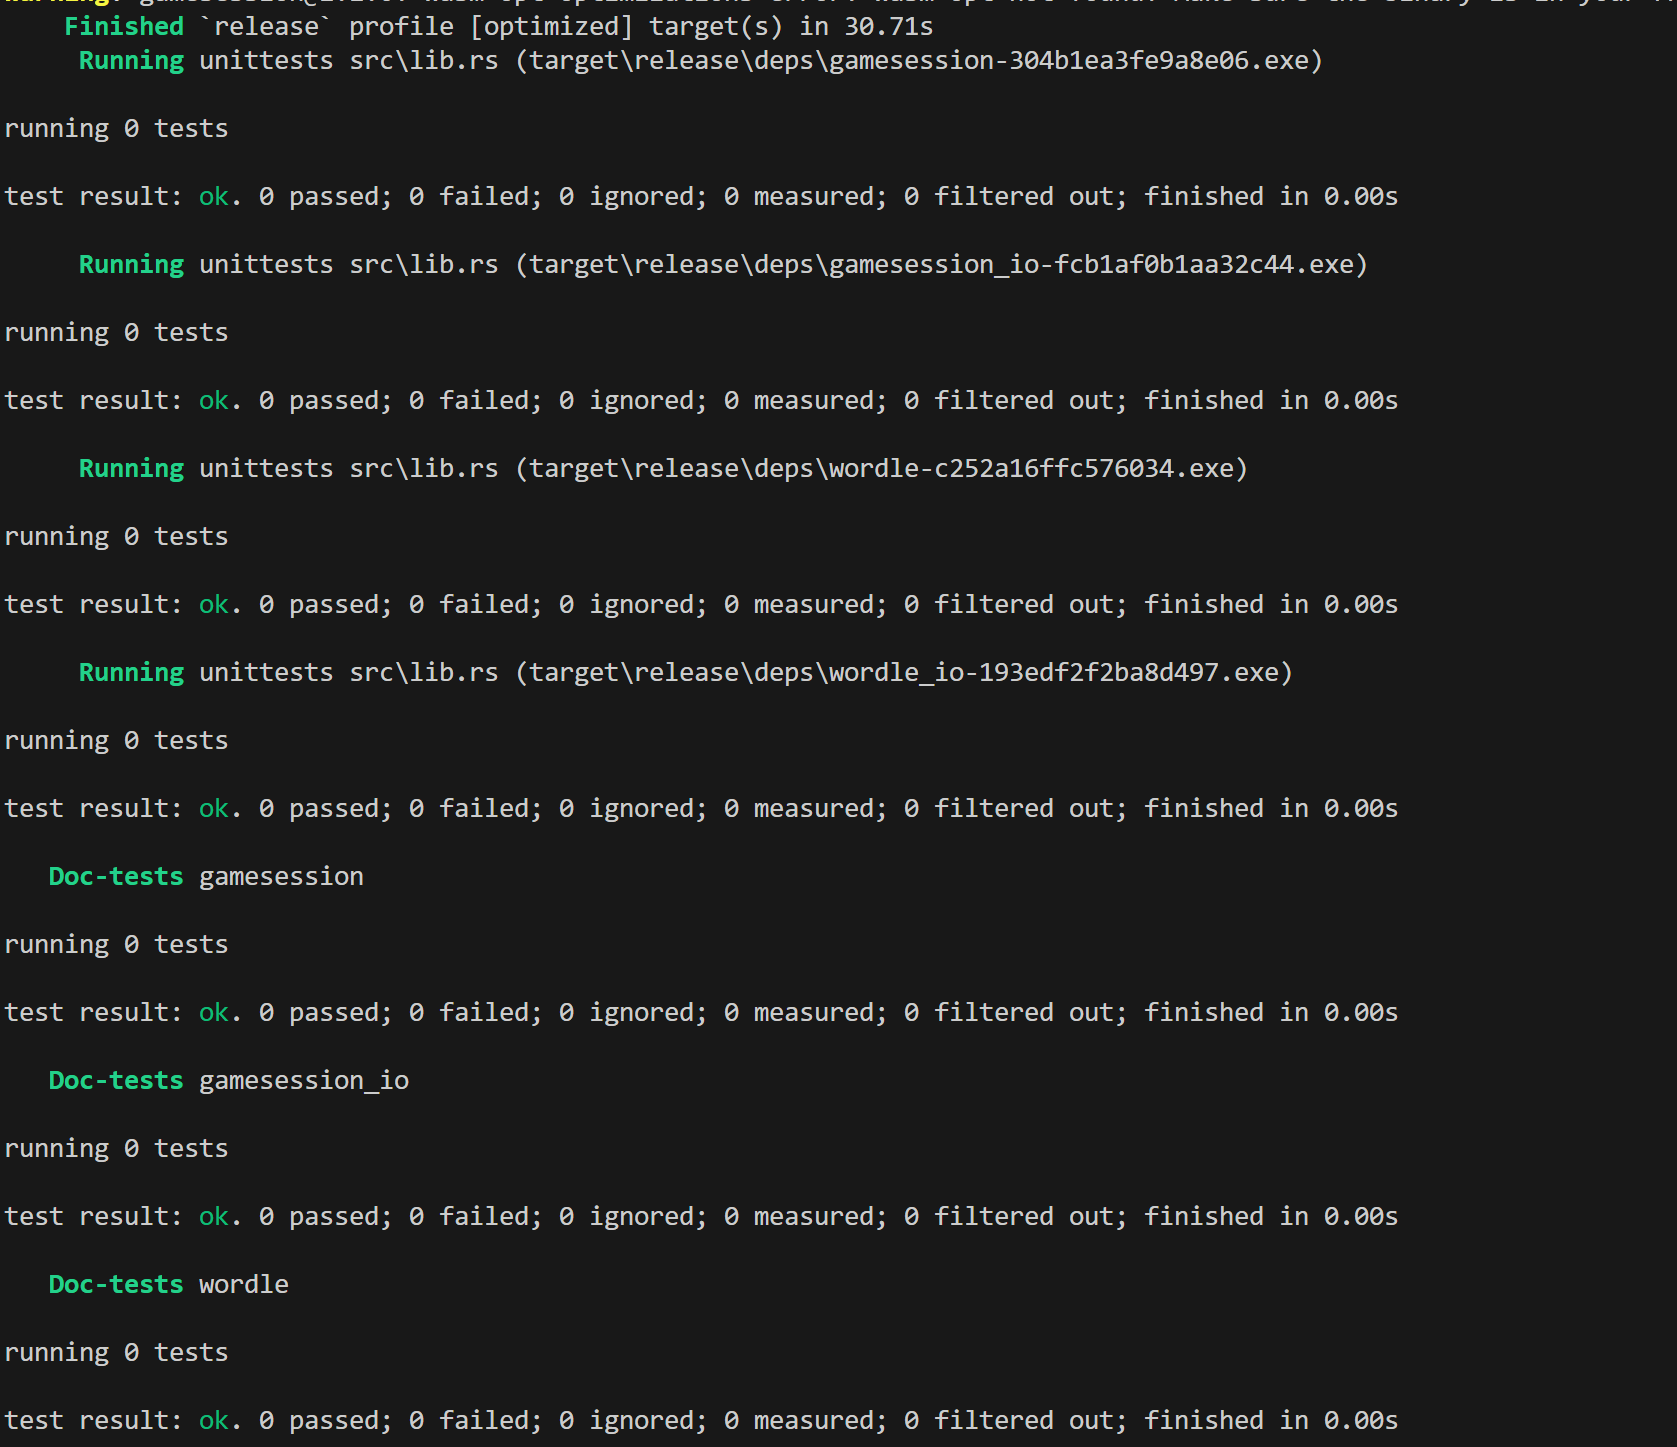 Finished `release` profile [optimized] target(s) in 30.71s
Running unittests src\lib.rs (target\release\deps\gamesession-304b1ea3fe9a8e06.exe)
running 0 tests
test result: ok. 0 passed; 0 failed; 0 ignored; 0 measured; 0 filtered out; finished in 0.00s
Running unittests src\lib.rs (target\release\deps\gamesession_io-fcb1af0b1aa32c44.exe)
running 0 tests
test result: ok. 0 passed; 0 failed; 0 ignored; 0 measured; 0 filtered out; finished in 0.00s
Running unittests src\lib.rs (target\release\deps\wordle-c252a16ffc576034.exe)
running 0 tests
test result: ok. 0 passed; 0 failed; 0 ignored; 0 measured; 0 filtered out; finished in 0.00s
Running unittests src\lib.rs (target\release\deps\wordle_io-193edf2f2ba8d497.exe)
running 0 tests
test result: ok. 0 passed; 0 failed; 0 ignored; 0 measured; 0 filtered out; finished in 0.00s
Doc-tests gamesession
running 0 tests
test result: ok. 0 passed; 0 failed; 0 ignored; 0 measured; 0 filtered out; finished in 0.00s
Doc-tests gamesession_io
running 0 tests
test result: ok. 0 passed; 0 failed; 0 ignored; 0 measured; 0 filtered out; finished in 0.00s
Doc-tests wordle
running 0 tests
test result: ok. 0 passed; 0 failed; 0 ignored; 0 measured; 0 filtered out; finished in 0.00s